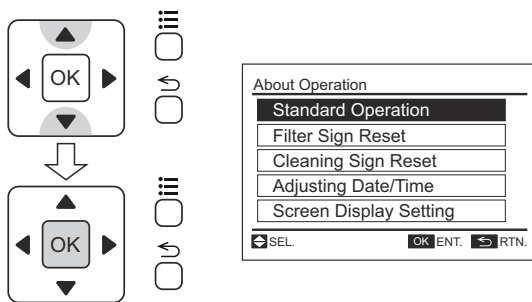 OK
OK
About Operation
Standard Operation
Filter Sign Reset
Cleaning Sign Reset
Adjusting Date/Time
Screen Display Setting
SEL. OK ENT. RTN.